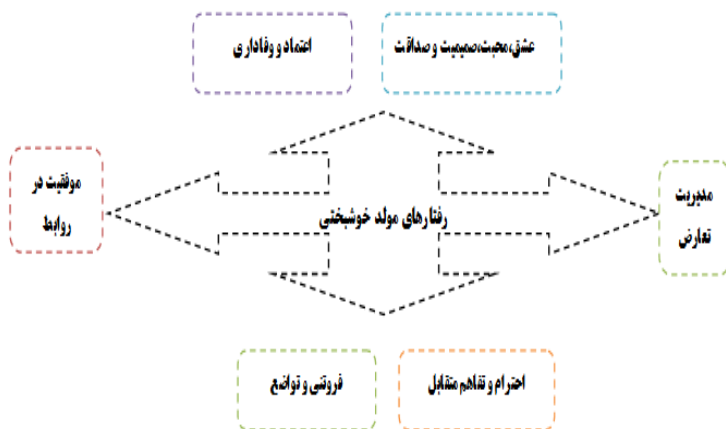 عشق،محبت،صمیمیت و صداقت
اعتماد و وفاداری
مدیریت
تعارض
رفتارهای مولد خوشبختی
موفقیت در
روابط
احترام و تفاهم متقابل
فروتنی و تواضع